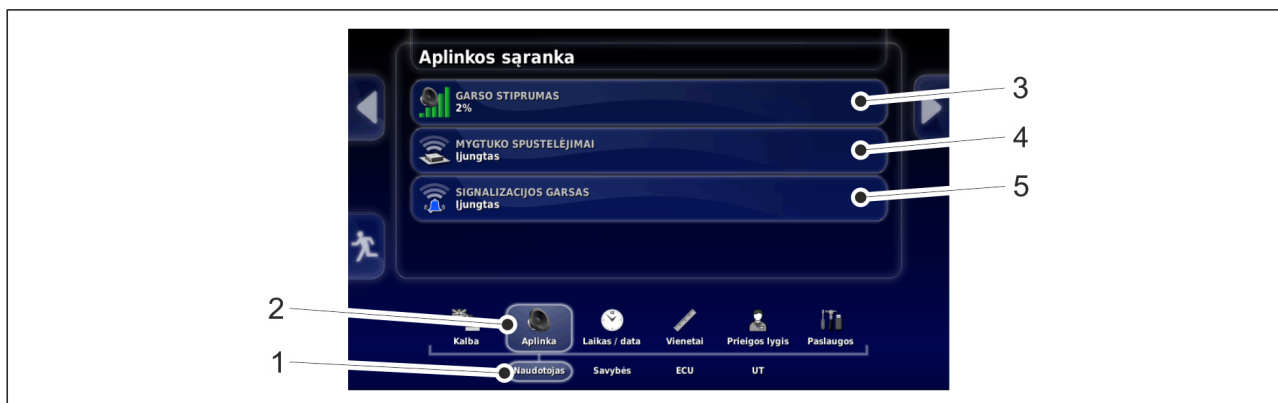 Aplinkos sąranka
GARSO STIPRUMAS
2%
3
MYGTUKO SPUSTELĖJIMAI
Įjungtas
4
SIGNALIZACIJOS GARSAS
Įjungtas
5
2
Kalba Aplinka Laikas / data Vienetai Prieigos lygis Paslaugos
1
Naudotojas Savybės ECU UT